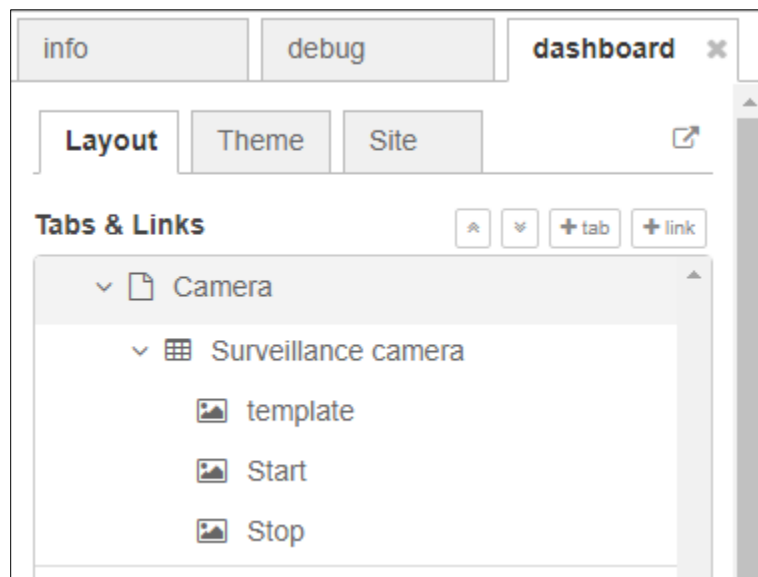 info debug dashboard
Layout Theme Site
Tabs & Links +tab +link
Camera
Surveillance camera
template
Start
Stop